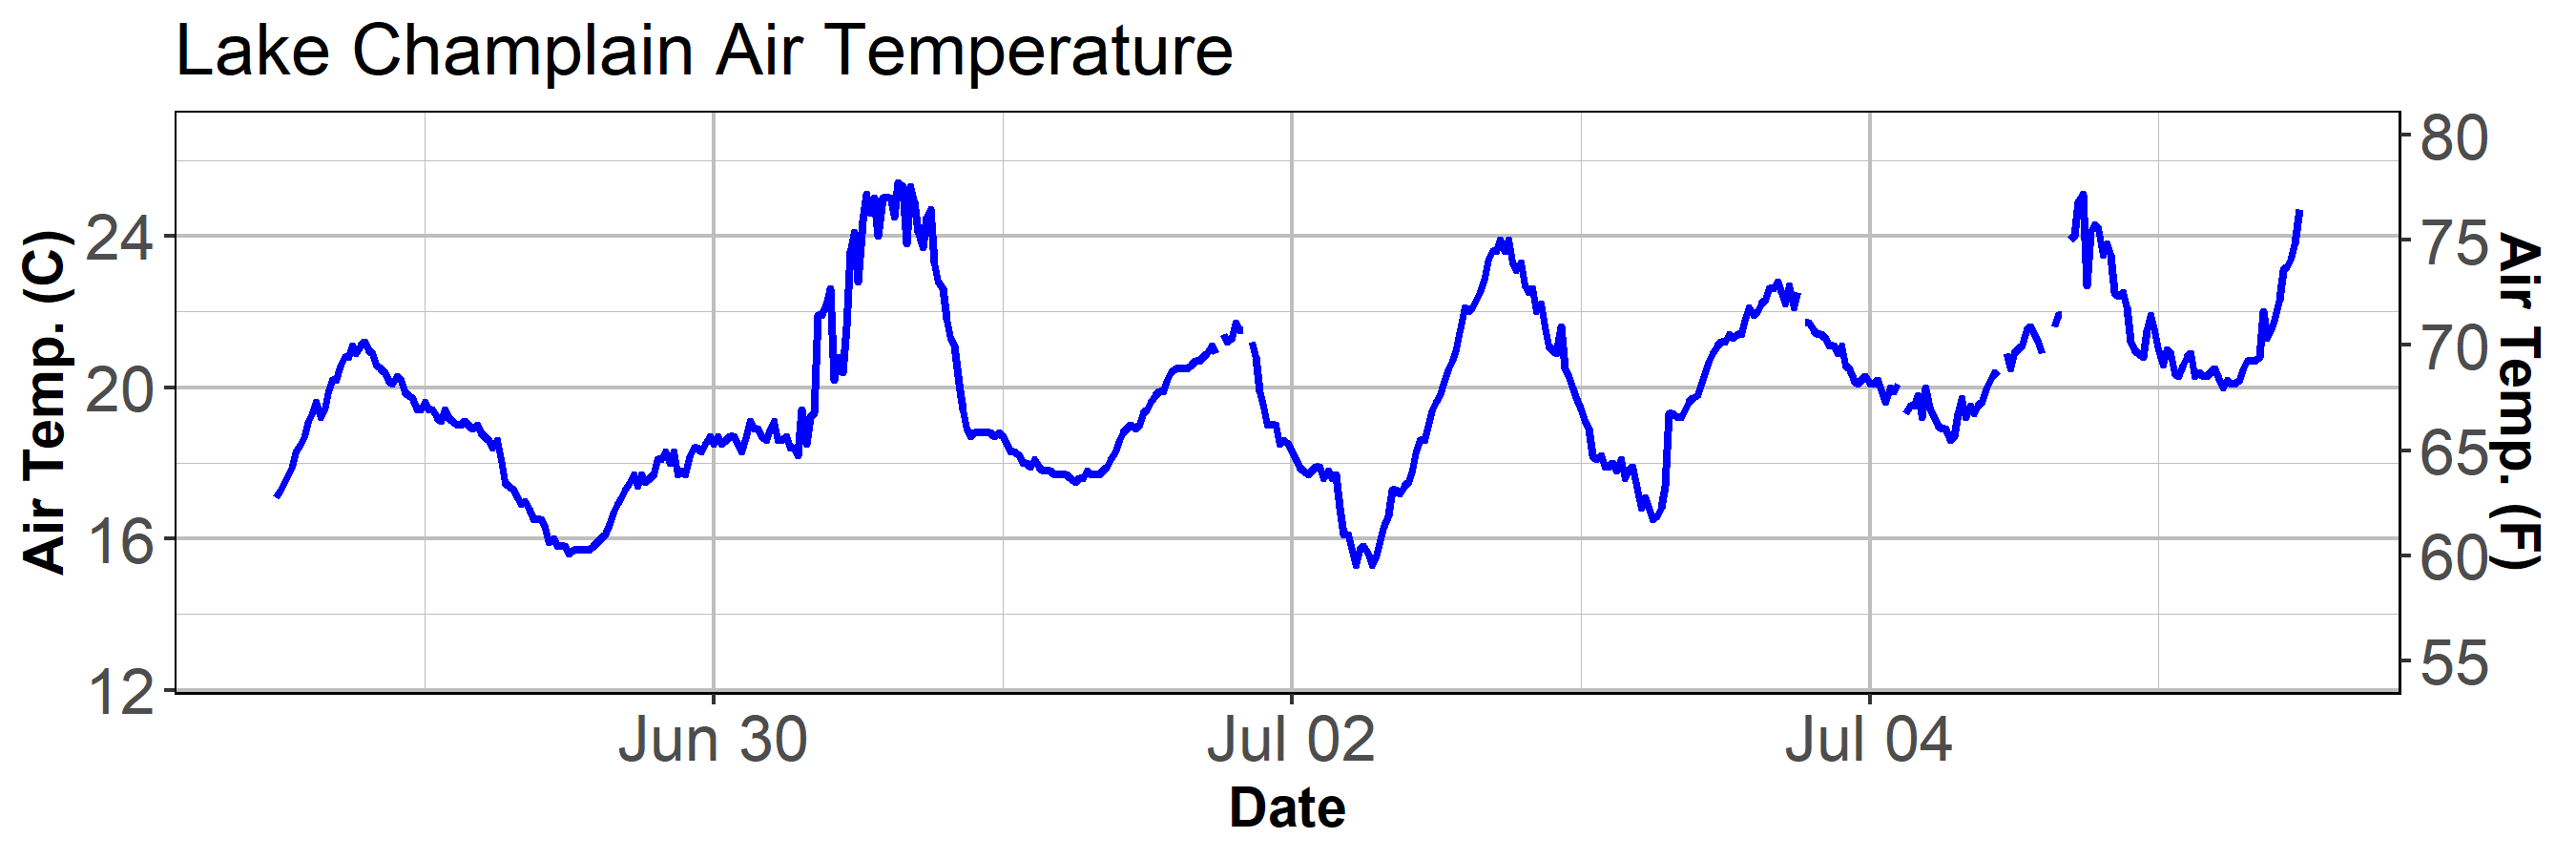 Lake Champlain Air Temperature
Air Temp. (C)
24
20
16
12
80
75
70
65
60
55
Air Temp. (F)
Jun 30
Jul 02
Jul 04
Date